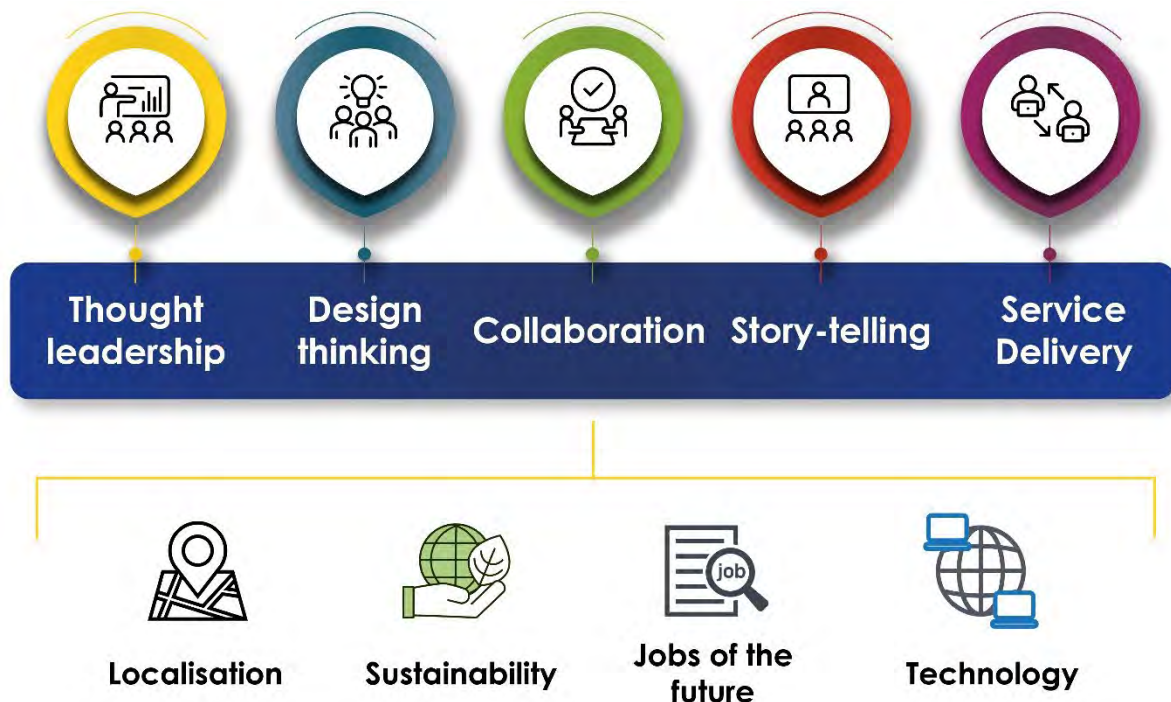 Thought
leadership
Design
thinking
Collaboration
Story-telling
Service
Delivery
job
Localisation
Sustainability
Jobs of the
future
Technology